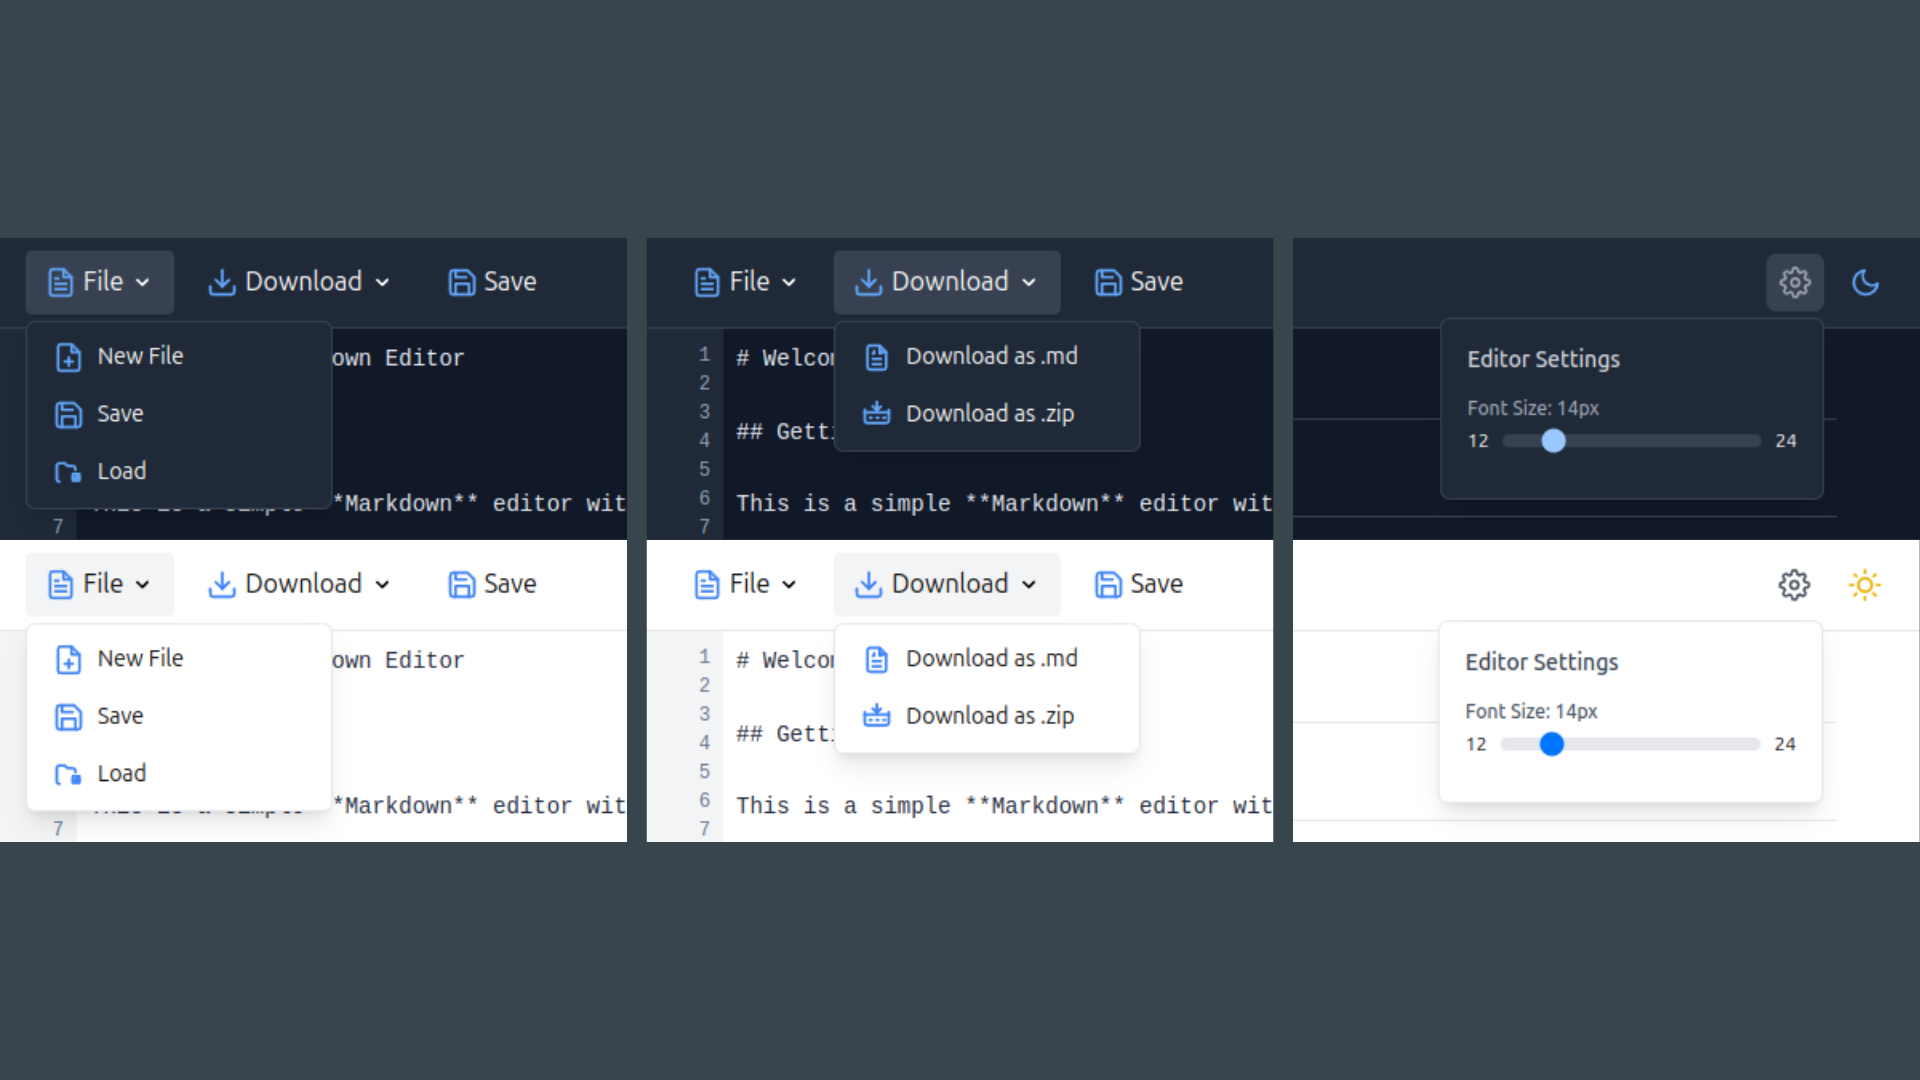 File Download Save
New File
own Editor
Save
Load
*Markdown** editor wit
7
File Download Save
1 # Welco
Download as .md
2
3
Download as .zip
## Gett
4
5
6 This is a simple **Markdown** editor wit
7
Editor Settings
Font Size: 14px
12 24
File Download Save
New File
own Editor
Save
Load
*Markdown** editor wit
7
File Download Save
1 # Welco
Download as .md
2
3
Download as .zip
## Gett
4
5
6 This is a simple **Markdown** editor wit
7
Editor Settings
Font Size: 14px
12 24